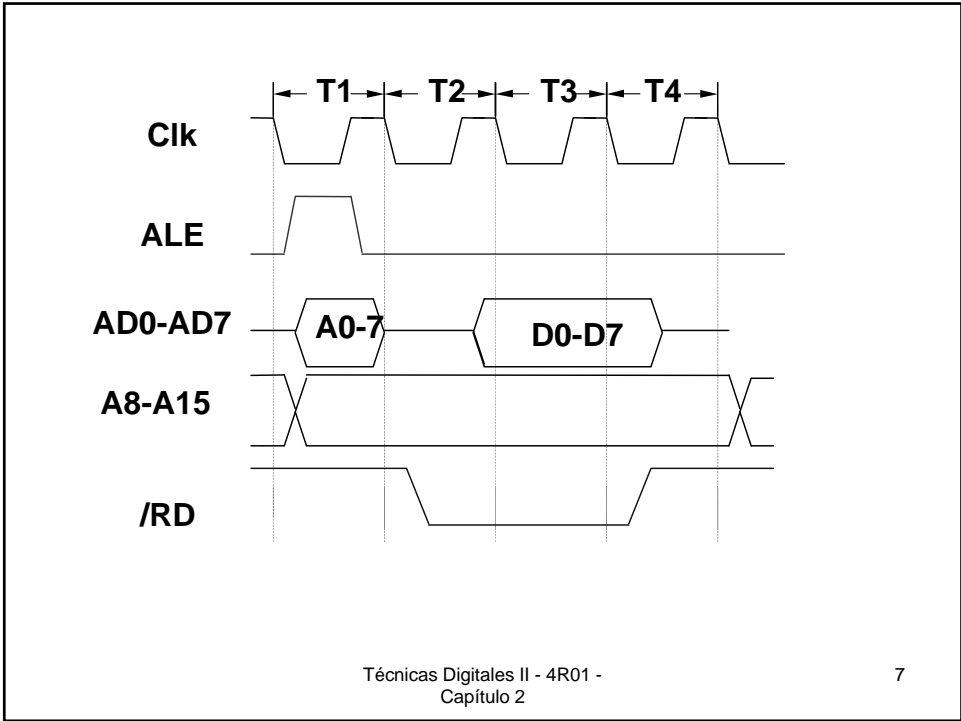 T1 T2 T3 T4
Clk
ALE
AD0-AD7 A0-7 D0-D7
A8-A15
/RD
Técnicas Digitales II - 4R01 -
Capítulo 2
7